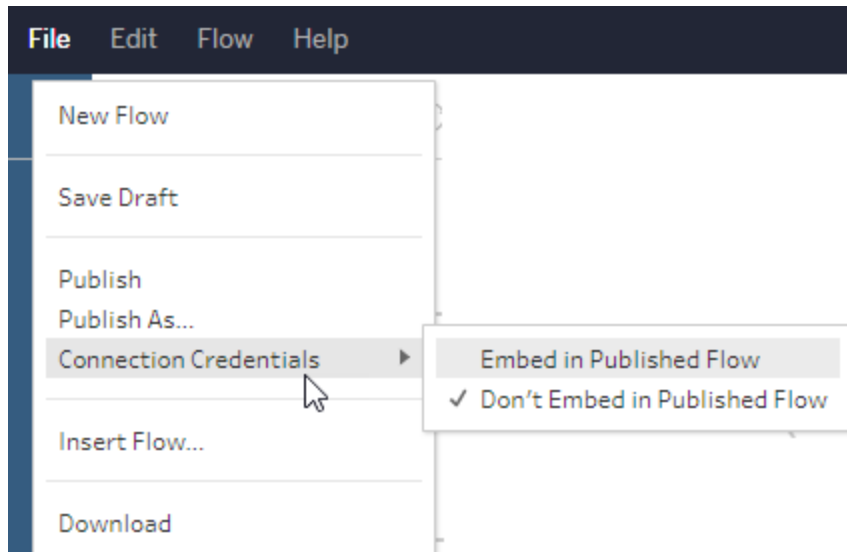 File Edit Flow Help
New Flow
Save Draft
Publish
Publish As...
Connection Credentials
Embed in Published Flow
Don't Embed in Published Flow
Insert Flow...
Download